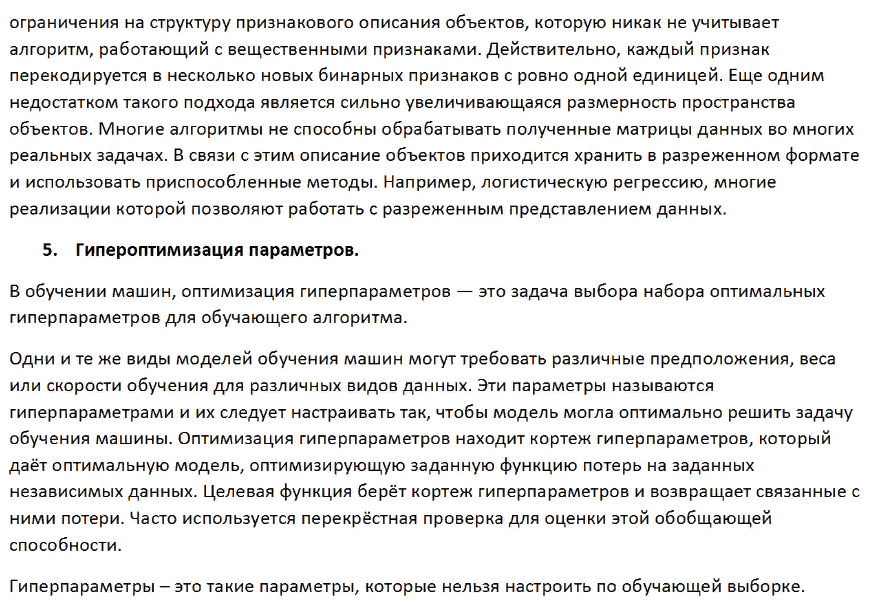 ограничения на структуру признакового описания объектов, которую никак не учитывает
алгоритм, работающий с вещественными признаками. Действительно, каждый признак
перекодируется в несколько новых бинарных признаков с ровно одной единицей. Еще одним
недостатком такого подхода является сильно увеличивающаяся размерность пространства
объектов. Многие алгоритмы не способны обрабатывать полученные матрицы данных во многих
реальных задачах. В связи с этим описание объектов приходится хранить в разреженном формате
и использовать приспособленные методы. Например, логистическую регрессию, многие
реализации которой позволяют работать с разреженным представлением данных.
5. Гипероптимизация параметров.
В обучении машин, оптимизация гиперпараметров — это задача выбора набора оптимальных
гиперпараметров для обучающего алгоритма.
Одни и те же виды моделей обучения машин могут требовать различные предположения, веса
или скорости обучения для различных видов данных. Эти параметры называются
гиперпараметрами и их следует настраивать так, чтобы модель могла оптимально решить задачу
обучения машины. Оптимизация гиперпараметров находит кортеж гиперпараметров, который
даёт оптимальную модель, оптимизирующую заданную функцию потерь на заданных
независимых данных. Целевая функция берёт кортеж гиперпараметров и возвращает связанные с
ними потери. Часто используется перекрёстная проверка для оценки этой обобщающей
способности.
Гиперпараметры – это такие параметры, которые нельзя настроить по обучающей выборке.